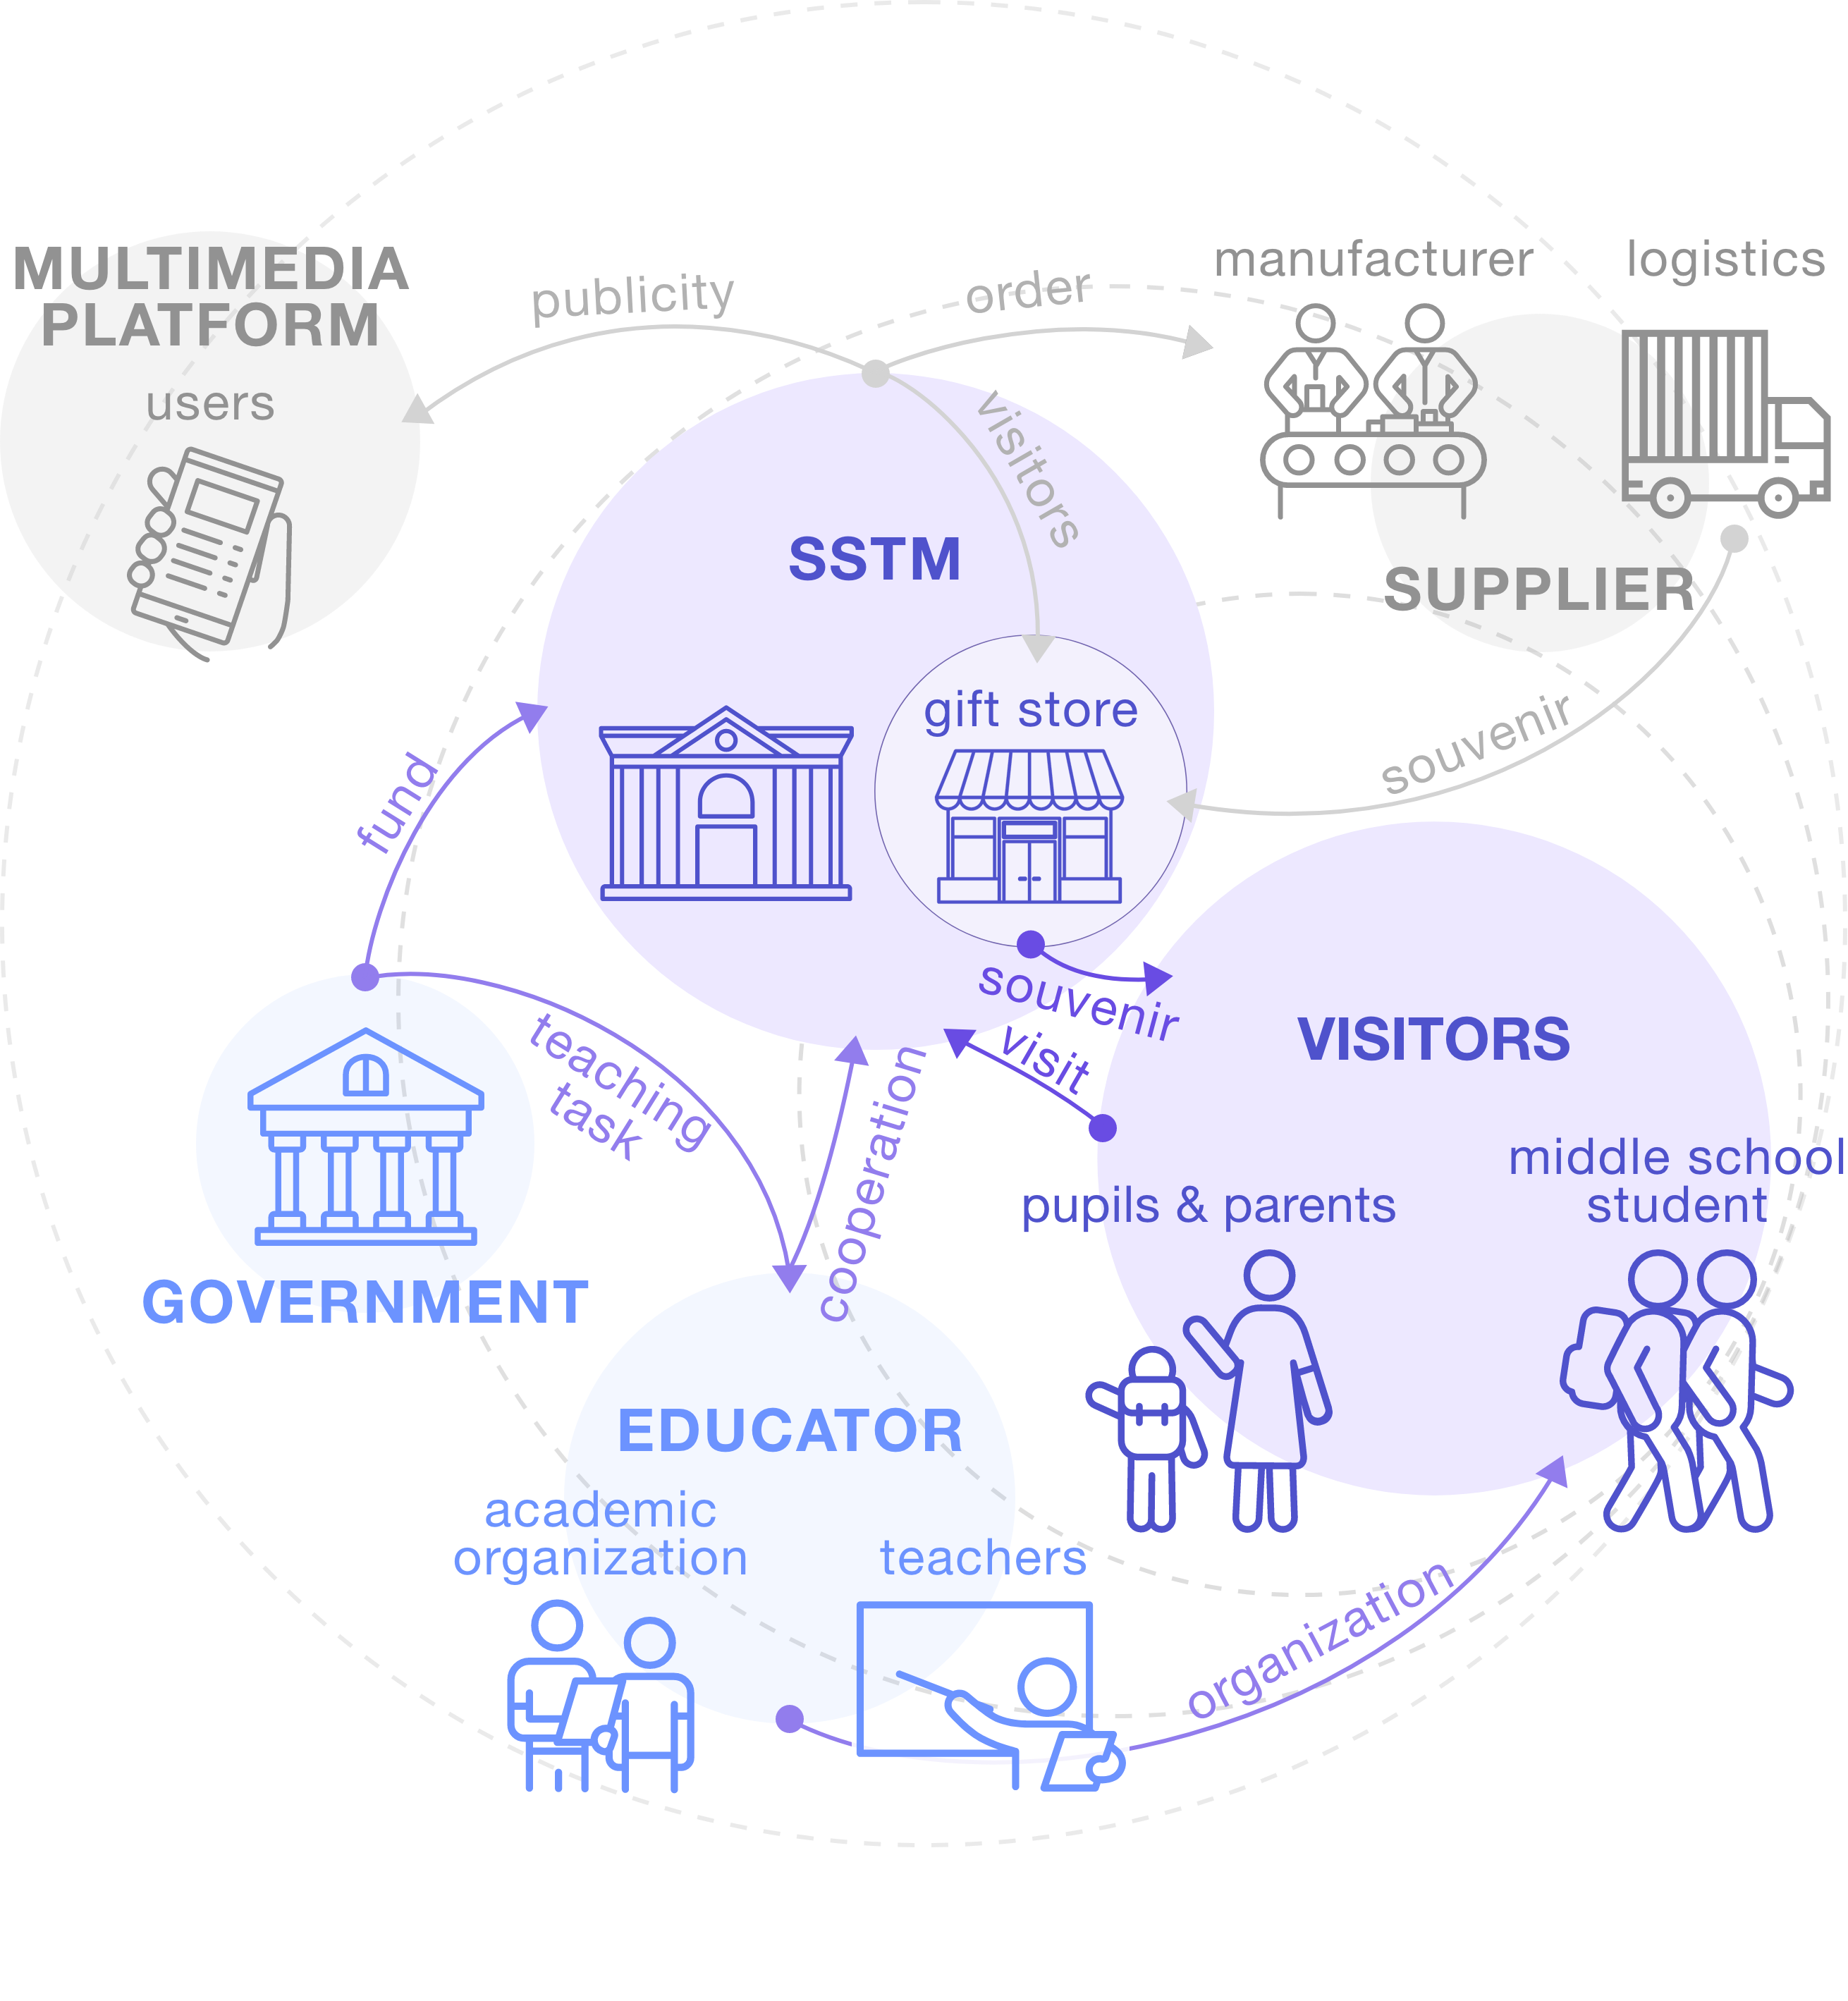 MULTIMEDIA
PLATFORM
users
publicity
order
manufacturer
logistics
visitors
SSTM
SUPPLIER
gift store
souvenir
fund
souvenir
visit
VISITORS
teaching
task
cooperation
pupils & parents
middle school
student
GOVERNMENT
EDUCATOR
academic
organization
teachers
organization